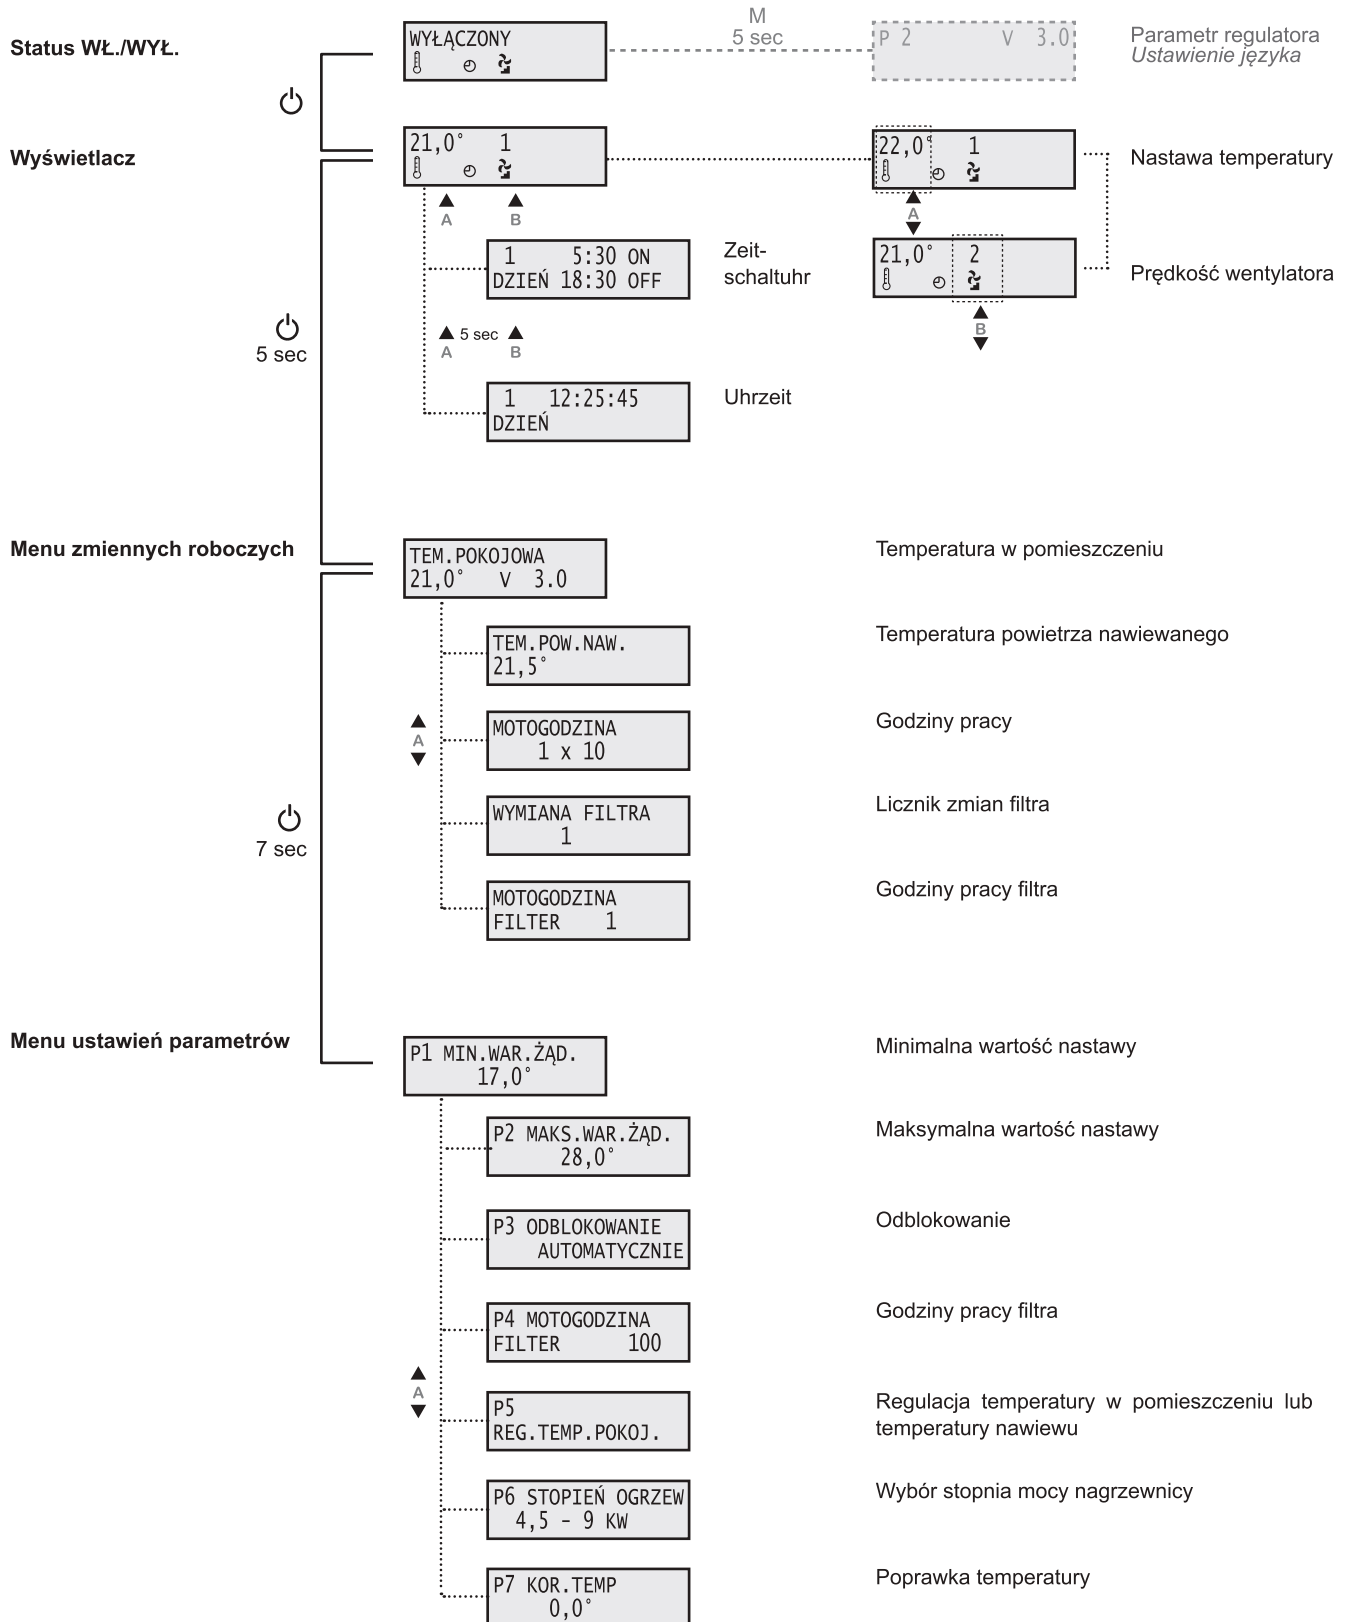 M
5 sec
Status WŁ./WYŁ.
WYŁĄCZONY
P 2 V 3.0
Parametr regulatora
Ustawienie języka
Wyświetlacz
21,0° 1
22,0° 1
Nastawa temperatury
A B
A
1 5:30 ON
DZIEŃ 18:30 OFF
Zeit-
schaltuhr
21,0° 2
Prędkość wentylatora
B
5 sec
A 5 sec B
1 12:25:45
DZIEŃ
Uhrzeit
Menu zmiennych roboczych
TEM.POKOJOWA
21,0° V 3.0
Temperatura w pomieszczeniu
TEM.POW.NAW.
21,5°
Temperatura powietrza nawiewanego
A
MOTOGODZINA
1 x 10
Godziny pracy
7 sec
WYMIANA FILTRA
1
Licznik zmian filtra
MOTOGODZINA
FILTER 1
Godziny pracy filtra
Menu ustawień parametrów
P1 MIN.WAR.ŻĄD.
17,0°
Minimalna wartość nastawy
P2 MAKS.WAR.ŻĄD.
28,0°
Maksymalna wartość nastawy
P3 ODBLOKOWANIE
AUTOMATYCZNIE
Odblokowanie
P4 MOTOGODZINA
FILTER 100
Godziny pracy filtra
A
P5
REG.TEMP.POKOJ.
Regulacja temperatury w pomieszczeniu lub
temperatury nawiewu
P6 STOPIEŃ OGRZEW
4,5 - 9 KW
Wybór stopnia mocy nagrzewnicy
P7 KOR.TEMP
0,0°
Poprawka temperatury